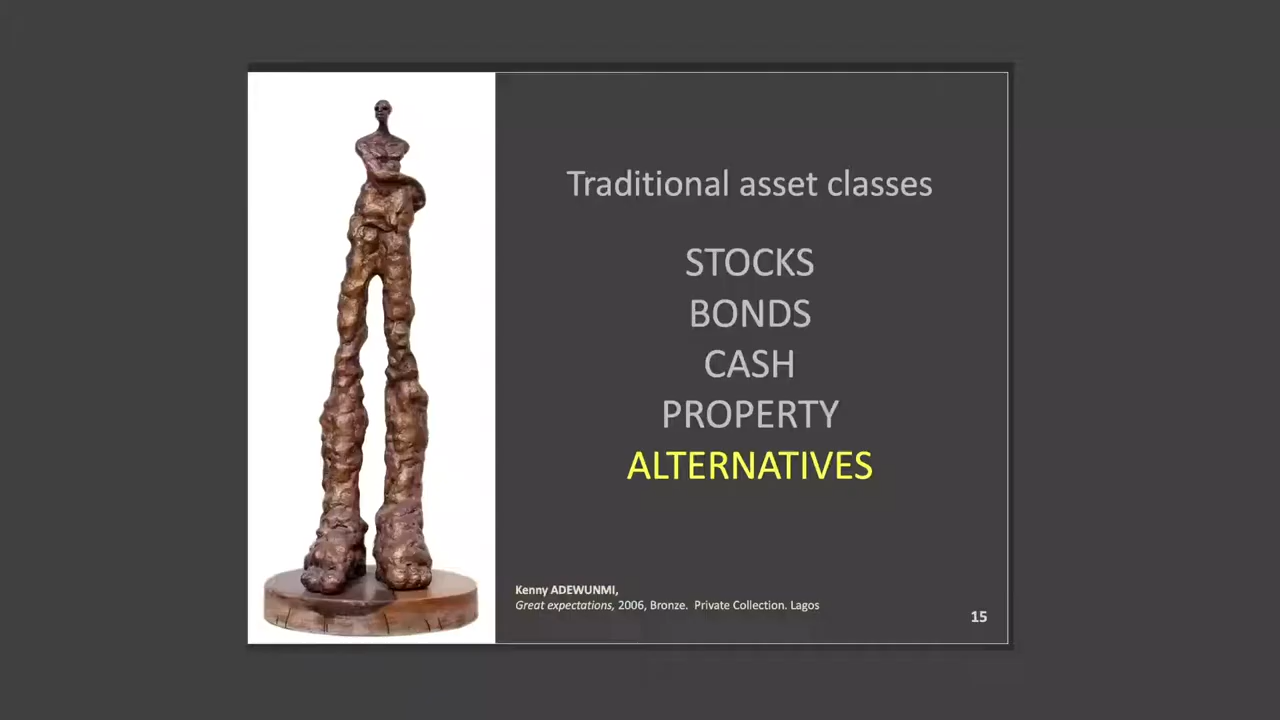 Traditional asset classes
STOCKS
BONDS
CASH
PROPERTY
ALTERNATIVES
Kenny ADEWUNMI,
Great expectations, 2006, Bronze.  Private Collection. Lagos
15